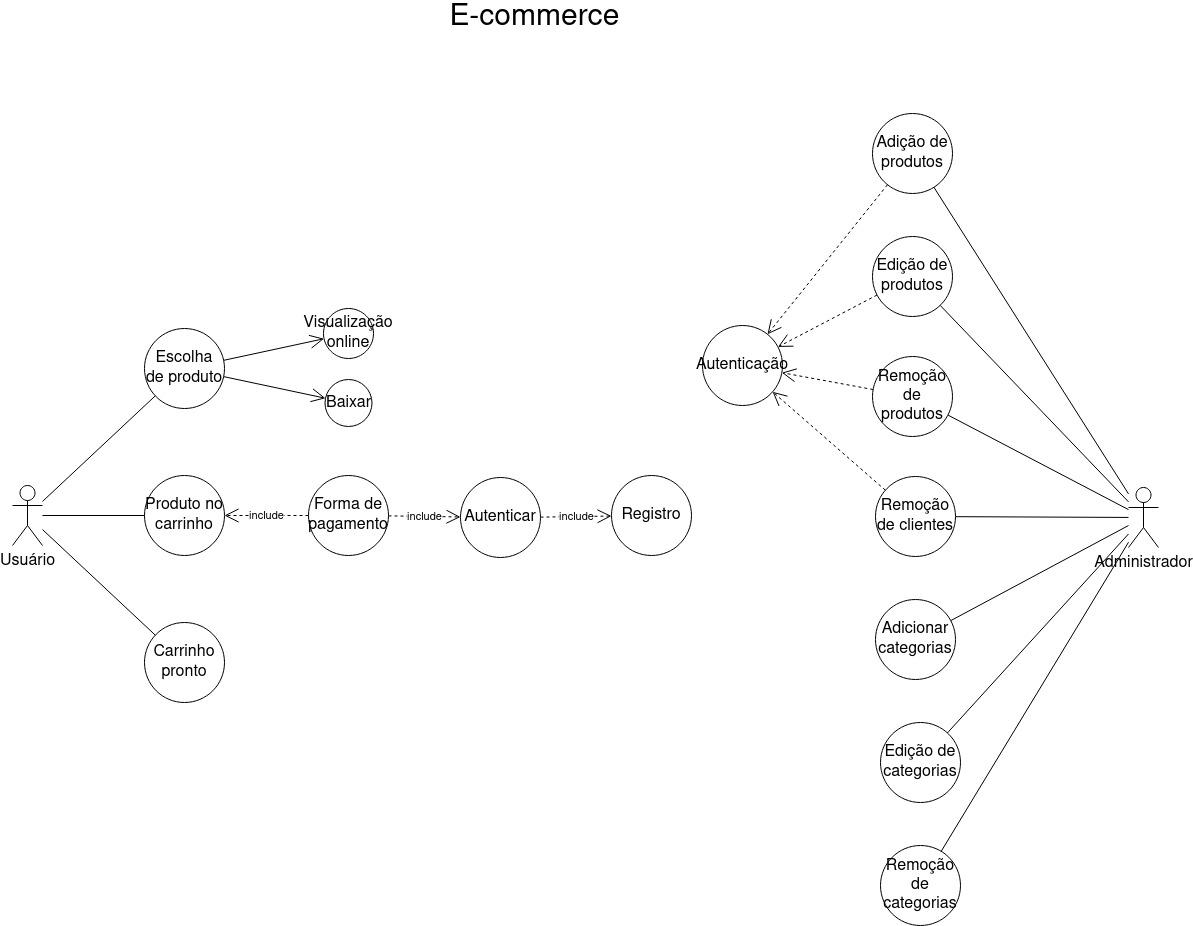 E-commerce
Adição de
produtos
Edição de
produtos
Visualização
online
Escolha
de produto
Baixar
Autenticação
Remoção
de
produtos
Produto no
carrinho
include
Forma de
pagamento
include
Autenticar
include
Registro
Remoção
de clientes
Usuário
Administrador
Adicionar
categorias
Carrinho
pronto
Edição de
categorias
Remoção
de
categorias